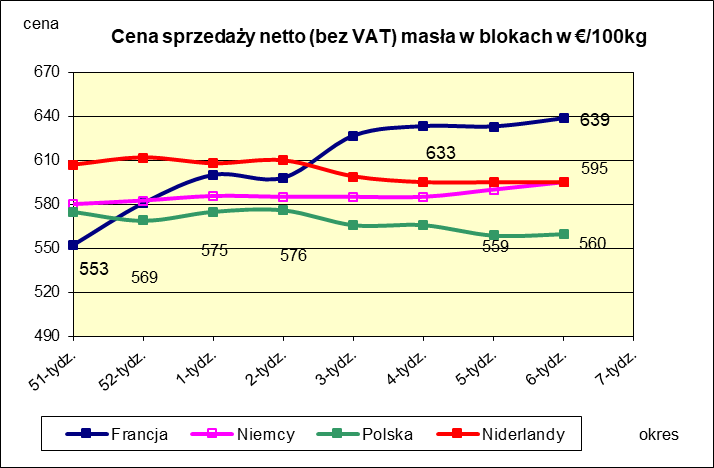 cena
Cena sprzedaży netto (bez VAT) masła w blokach w €/100kg
670
640
639
633
610
595
580
575
576
559
560
550
553
569
520
490
51-tydz.
52-tydz.
1-tydz.
2-tydz.
3-tydz.
4-tydz.
5-tydz.
6-tydz.
7-tydz.
Francja Niemcy Polska Niderlandy
okres